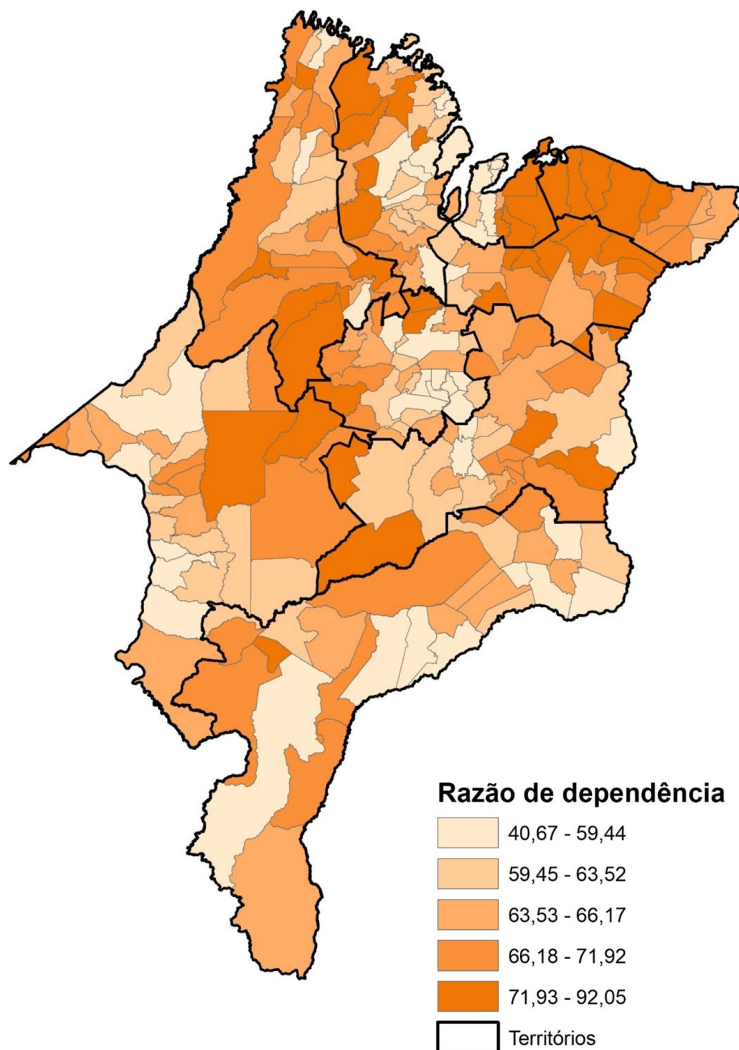 Razão de dependência
40,67 - 59,44
59,45 - 63,52
63,53 - 66,17
66,18 - 71,92
71,93 - 92,05
Territórios